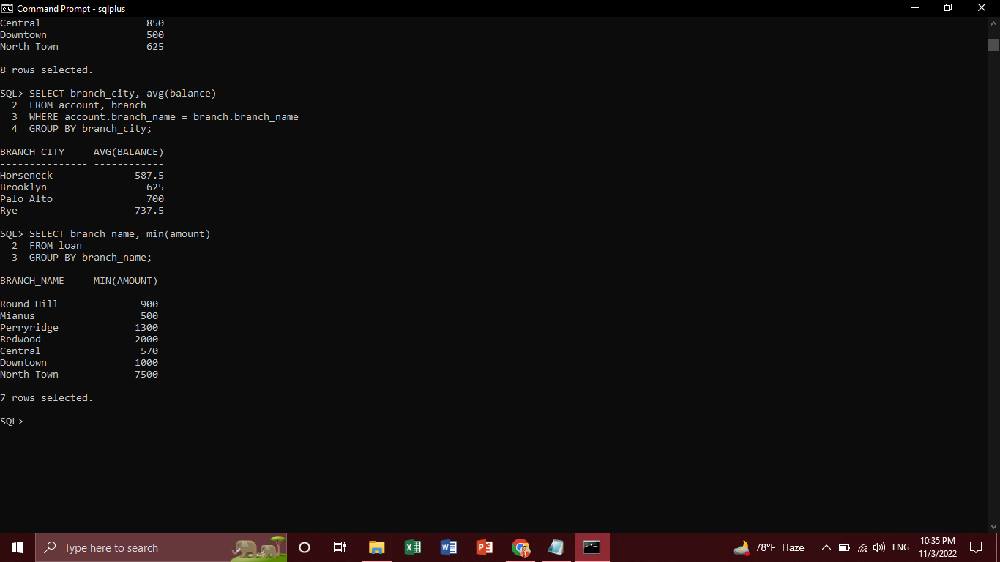 Command Prompt - sqlplus
Central                  850
Downtown                 500
North Town               625
8 rows selected.
SQL> SELECT branch_city, avg(balance)
  2  FROM account, branch
  3  WHERE account.branch_name = branch.branch_name
  4  GROUP BY branch_city;
BRANCH_CITY     AVG(BALANCE)
--------------- ------------
Horseneck              587.5
Brooklyn                 625
Palo Alto                700
Rye                    737.5
SQL> SELECT branch_name, min(amount)
  2  FROM loan
  3  GROUP BY branch_name;
BRANCH_NAME     MIN(AMOUNT)
--------------- -----------
Round Hill              900
Mianus                  500
Perryridge             1300
Redwood                2000
Central                 570
Downtown               1000
North Town             7500
7 rows selected.
SQL>
Type here to search
78°F Haze
ENG
10:35 PM
11/3/2022